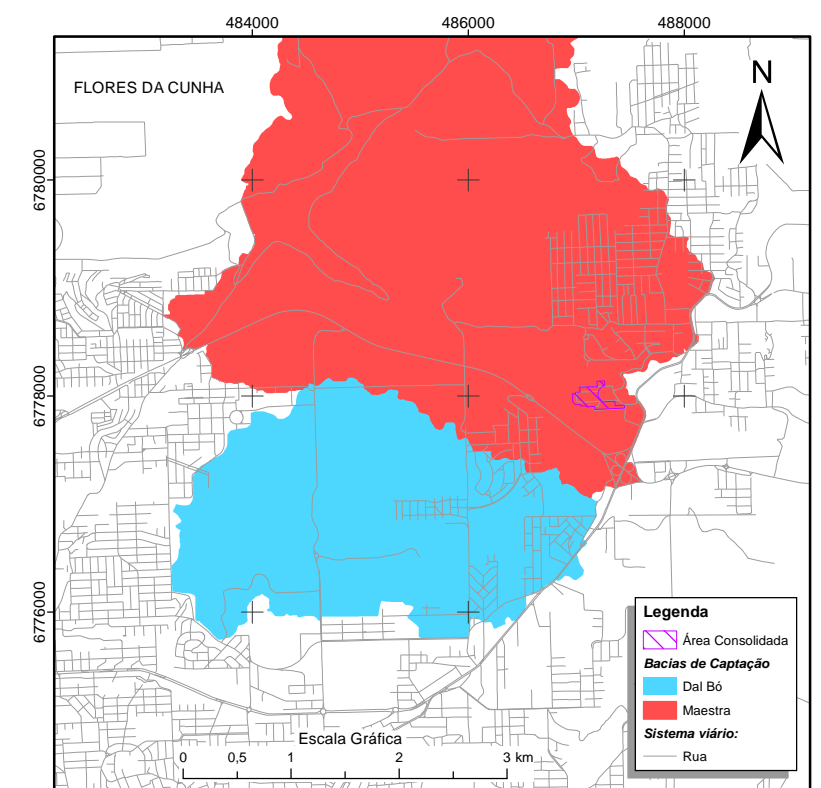 484000 486000 488000
FLORES DA CUNHA
N
6780000
6778000
6776000
Legenda
Área Consolidada
Bacias de Captação
Dal Bó
Maestra
Sistema viário:
Rua
Escala Gráfica
0 0,5 1 2 3 km